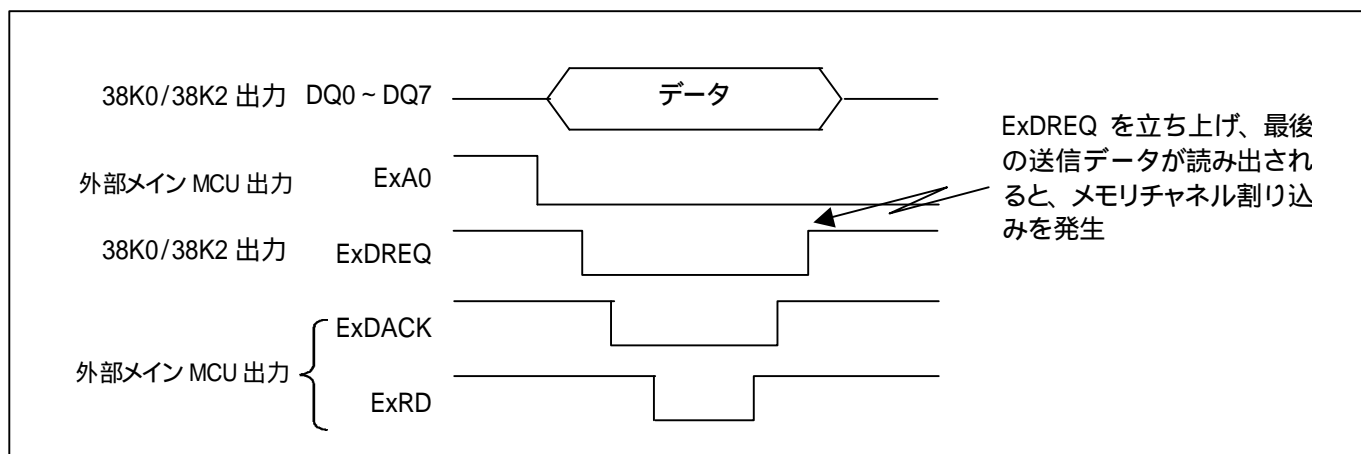 38K0/38K2 出力 DQ0 ~ DQ7
データ
外部メイン MCU 出力 ExA0
ExDREQ を立ち上げ、最後
の送信データが読み出され
ると、メモリチャネル割り込
みを発生
38K0/38K2 出力 ExDREQ
ExDACK
外部メイン MCU 出力
ExRD